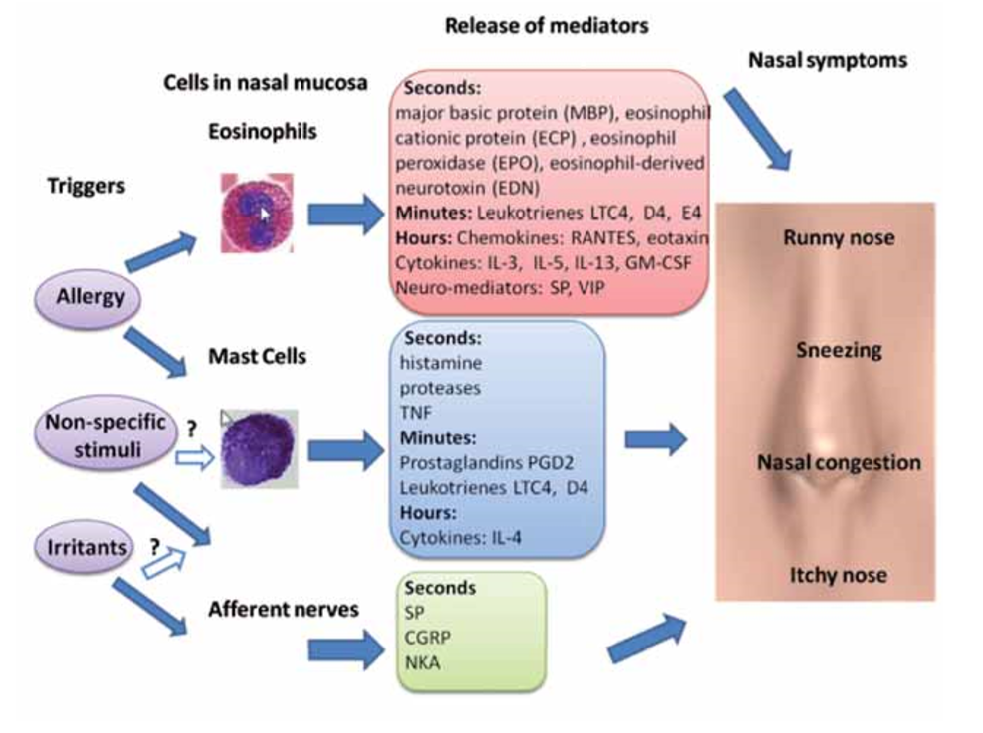 Release of mediators
Nasal symptoms
Cells in nasal mucosa
Eosinophils
Triggers
Allergy
Seconds:
major basic protein (MBP), eosinophil
cationic protein (ECP) , eosinophil
peroxidase (EPO), eosinophil-derived
neurotoxin (EDN)
Minutes: Leukotrienes LTC4, D4, E4
Hours: Chemokines: RANTES, eotaxin
Cytokines: IL-3, IL-5, IL-13, GM-CSF
Neuro-mediators: SP, VIP
Mast Cells
Non-specific
stimuli
?
Seconds:
histamine
proteases
TNF
Minutes:
Prostaglandins PGD2
Leukotrienes LTC4, D4
Hours:
Cytokines: IL-4
Irritants
?
Afferent nerves
Seconds
SP
CGRP
NKA
Runny nose
Sneezing
Nasal congestion
Itchy nose